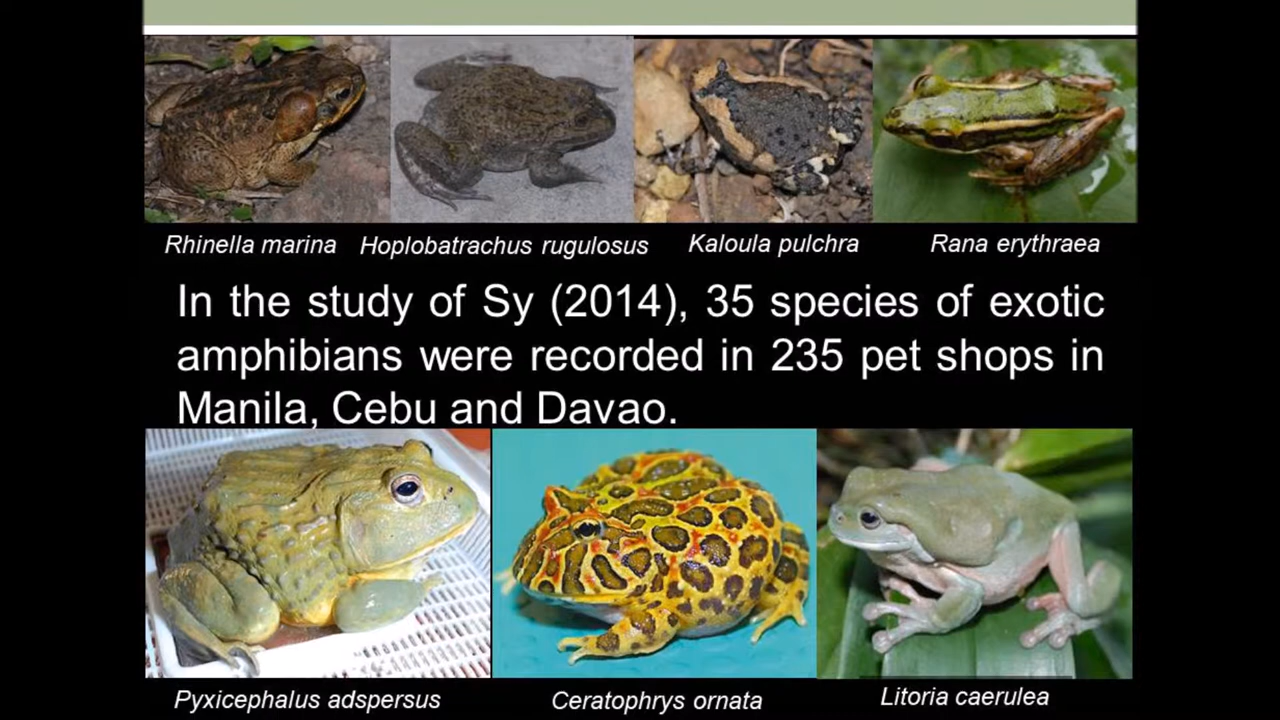 Rhinella marina
Hoplobatrachus rugulosus
Kaloula pulchra
Rana erythraea
In the study of Sy (2014), 35 species of exotic
amphibians were recorded in 235 pet shops in
Manila, Cebu and Davao.
Pyxicephalus adspersus
Ceratophrys ornata
Litoria caerulea